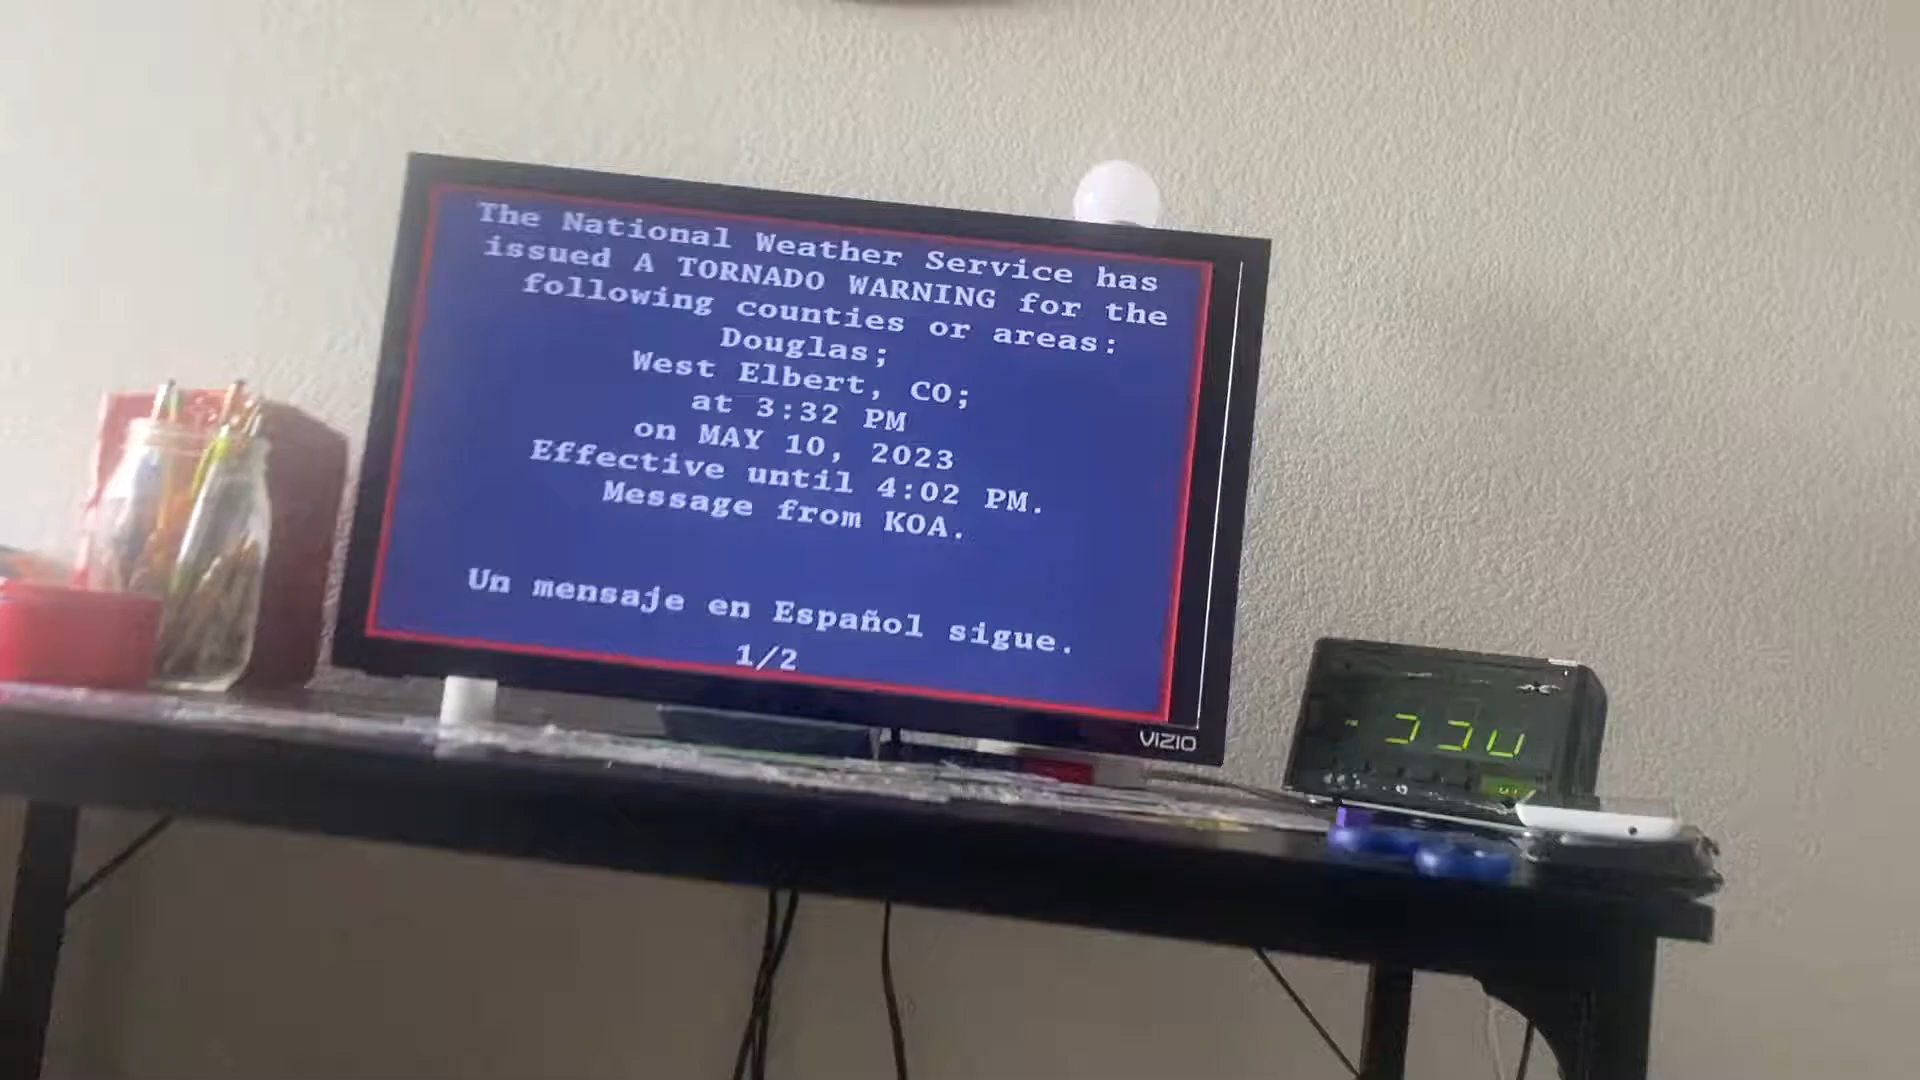 The National Weather Service has
issued A TORNADO WARNING for the
following counties or areas:
Douglas;
West Elbert, CO;
at 3:32 PM
on MAY 10, 2023
Effective until 4:02 PM.
Message from KOA.
Un mensaje en Español sigue.
1/2
VIZIO